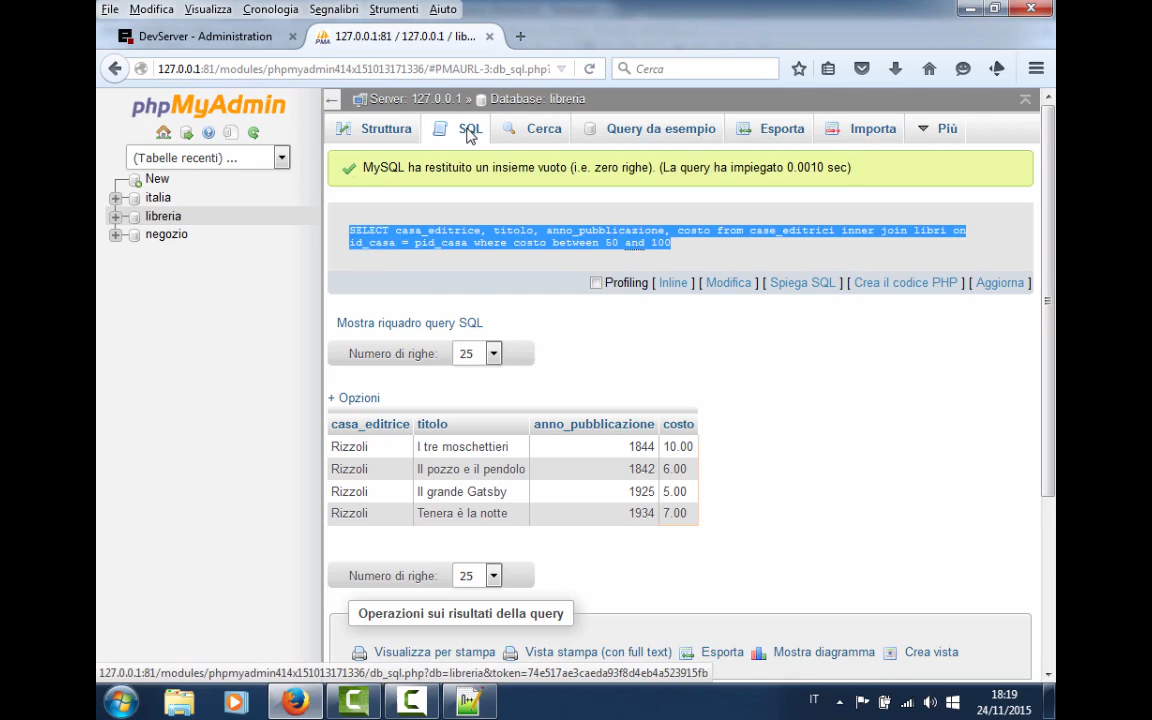 File Modifica Visualizza Cronologia Segnalibri Strumenti Aiuto
DevServer - Administration × 127.0.0.1:81 / 127.0.0.1 / lib... ×
127.0.0.1:81/modules/phpmyadmin414x151013171336/#PMAURL-3:db_sql.php? Cerca
phpMyAdmin
(Tabelle recenti) ...
New
italia
libreria
negozio
Server: 127.0.0.1 » Database: libreria
Struttura SQL Cerca Query da esempio Esporta Importa Più
MySQL ha restituito un insieme vuoto (i.e. zero righe). (La query ha impiegato 0.0010 sec)
SELECT casa_editrice, titolo, anno_pubblicazione, costo from case_editrici inner join libri on
id_casa = pid_casa where costo between 50 and 100
Profiling [ Inline ] [ Modifica ] [ Spiega SQL ] [ Crea il codice PHP ] [ Aggiorna ]
Mostra riquadro query SQL
Numero di righe: 25
+ Opzioni
casa_editrice titolo anno_pubblicazione costo
Rizzoli I tre moschettieri 1844 10.00
Rizzoli Il pozzo e il pendolo 1842 6.00
Rizzoli Il grande Gatsby 1925 5.00
Rizzoli Tenera è la notte 1934 7.00
Numero di righe: 25
Operazioni sui risultati della query
Visualizza per stampa Vista stampa (con full text) Esporta Mostra diagramma Crea vista
127.0.0.1:81/modules/phpmyadmin414x151013171336/db_sql.php?db=libreria&token=74e517ae3caeda93f8d4eb4a523915fb
IT 18:19
24/11/2015